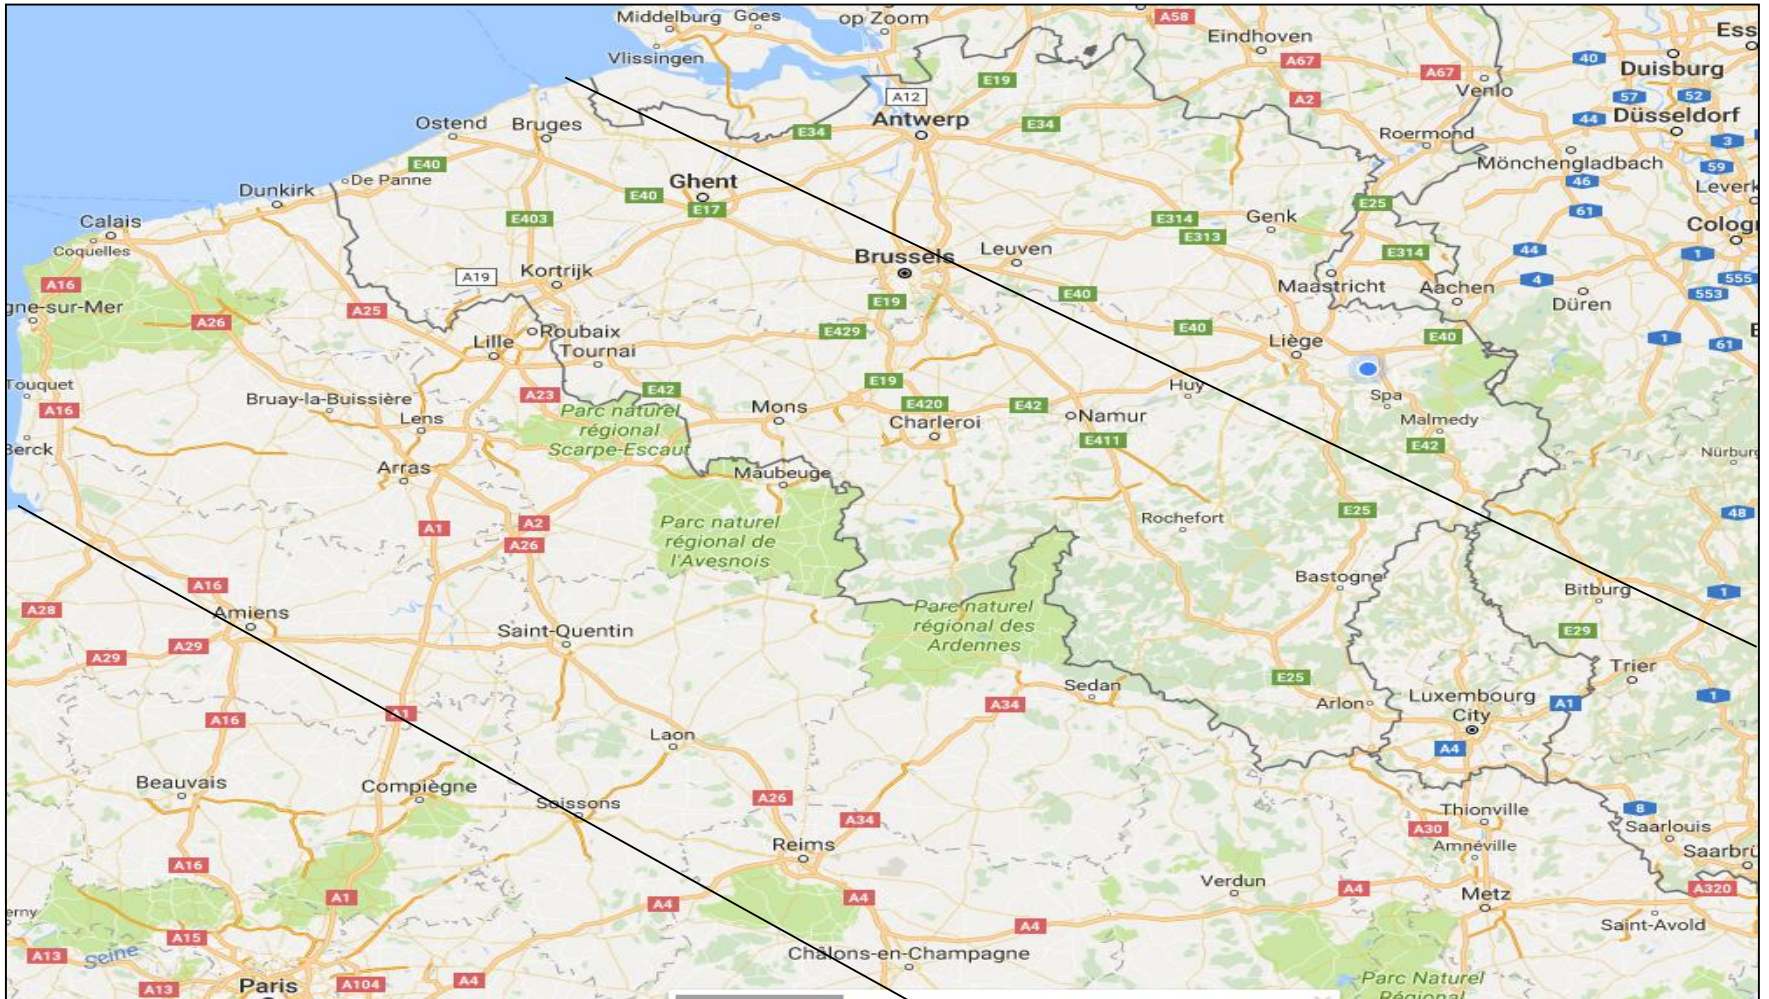 Middelburg Goes
op Zoom
A58
Eindhoven
Ess
Vlissingen
A67
40
Duisburg
E19
A67
Venlo
A12
A2
57
52
Ostend Bruges
Antwerp
E34
E34
44 Düsseldorf
Roermond
3
Mönchengladbach
E40
De Panne
59
Dunkirk
E40
Ghent
46
Leverk
E17
E25
Calais
E403
E314
Genk
61
Colog
Coquelles
E313
Leuven
E314
44
1
Brussels
A19
Kortrijk
Maastricht
Aachen
4
555
A16
E19
E40
Düren
553
gne-sur-Mer
A25
A26
Roubaix
E429
E40
Liège
E40
1
61
Lille
Tournai
Touquet
E42
E19
Huy
Spa
Bruay-la-Buissière
A23
E420
E42
A16
Lens
Parc naturel
régional
Scarpe-Escaut
Mons
Charleroi
Namur
Malmedy
E411
E42
Berck
Nürburg
Arras
Maubeuge
A1
A2
Parc naturel
régional de
l'Avesnois
Rochefort
E25
48
A26
A16
Bastogne
Bitburg
1
A28
Amiens
Parc naturel
régional des
Ardennes
Saint-Quentin
E29
A29
A29
Trier
Sedan
E25
Luxembourg
City
A34
Arlon
A1
1
A16
A1
Laon
A4
Beauvais
Compiègne
Soissons
A26
Thionville
8
A34
A30
Saarlouis
Reims
Amnéville
Saarbrü
A16
A1
A4
A4
Verdun
A4
Metz
A320
erny
A4
Saint-Avold
A15
A13
Seine
Châlons-en-Champagne
A13
Paris
A104
A4
Parc Naturel
Régional